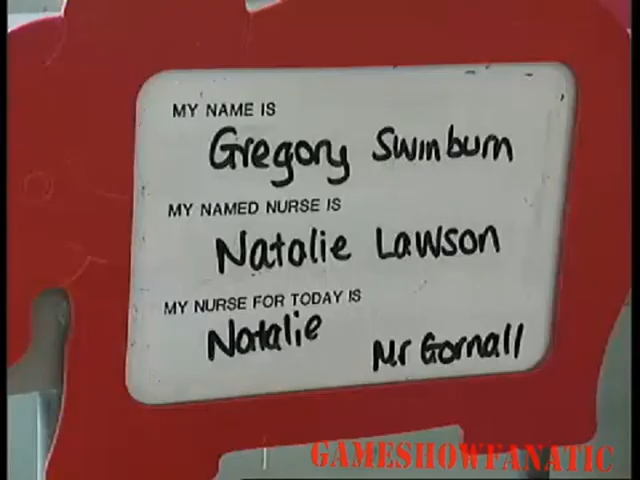 MY NAME IS
Gregory Swinburn
MY NAMED NURSE IS
Natalie Lawson
MY NURSE FOR TODAY IS
Natalie
Mr Gornall
GAMESHOWFANATIC